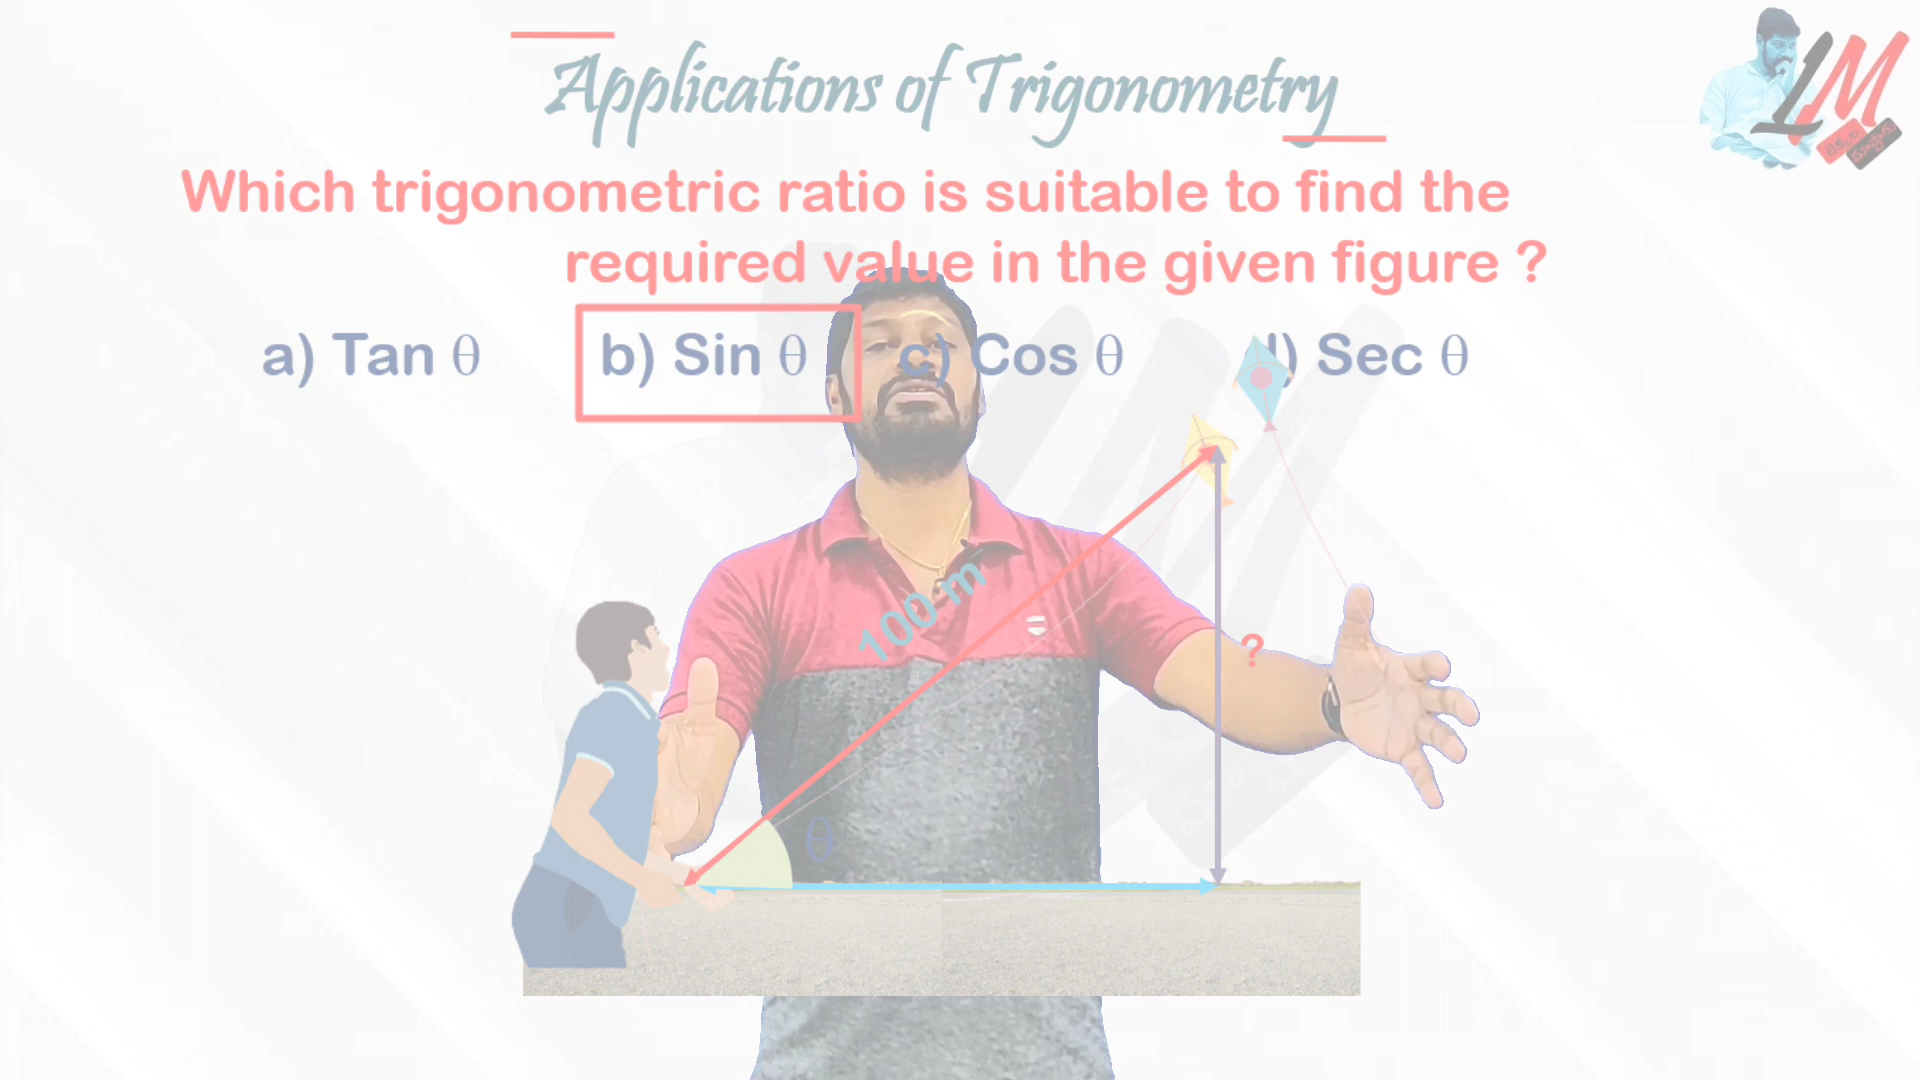 Applications of Trigonometry
LM
Which trigonometric ratio is suitable to find the
required value in the given figure ?
a) Tan θ b) Sin θ c) Cos θ d) Sec θ
100 m
?
θ